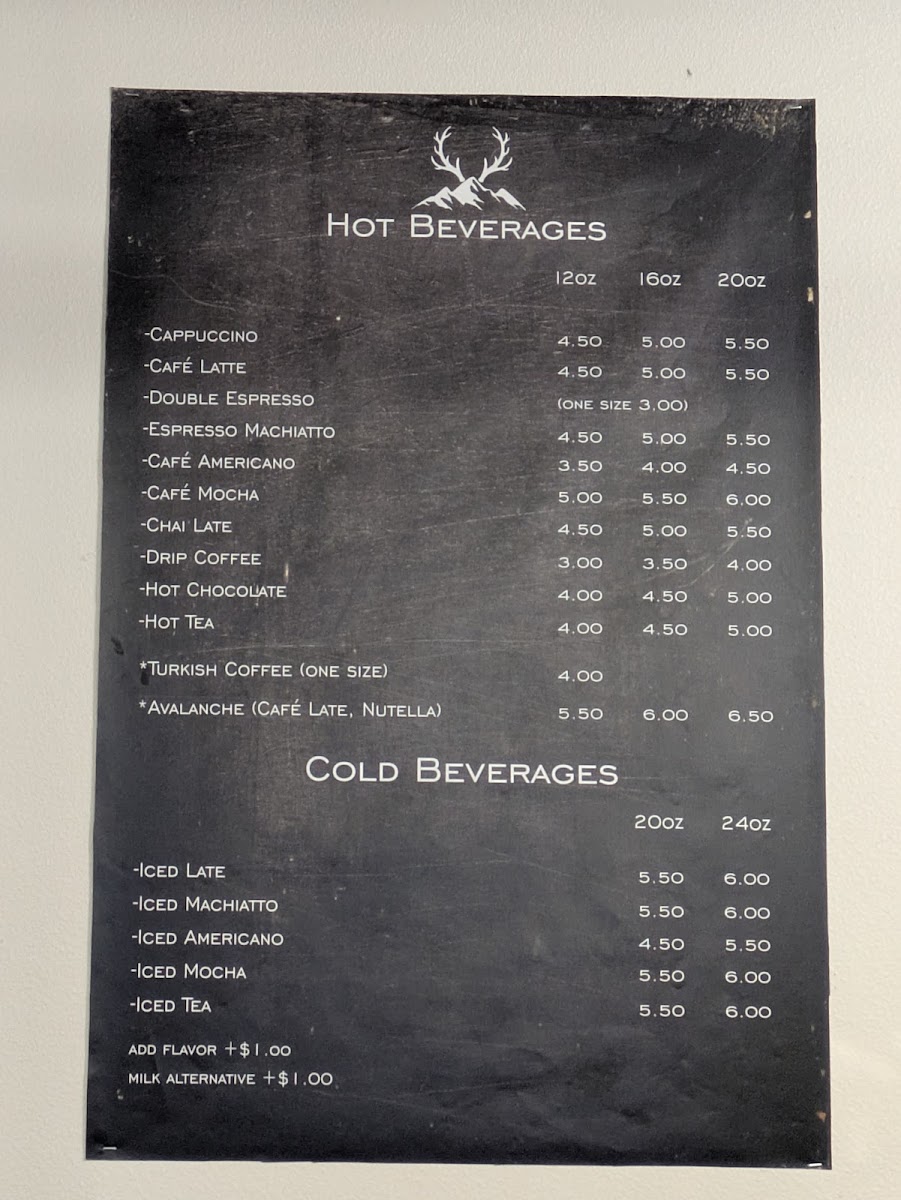 Hot Beverages
12oz 16oz 20oz
-Cappuccino 4.50 5.00 5.50
-Café Latte 4.50 5.00 5.50
-Double Espresso (one size 3.00)
-Espresso Machiatto 4.50 5.00 5.50
-Café Americano 3.50 4.00 4.50
-Café Mocha 5.00 5.50 6.00
-Chai Late 4.50 5.00 5.50
-Drip Coffee 3.00 3.50 4.00
-Hot Chocolate 4.00 4.50 5.00
-Hot Tea 4.00 4.50 5.00
*Turkish Coffee (one size) 4.00
*Avalanche (Café Late, Nutella) 5.50 6.00 6.50
Cold Beverages
20oz 24oz
-Iced Late 5.50 6.00
-Iced Machiatto 5.50 6.00
-Iced Americano 4.50 5.50
-Iced Mocha 5.50 6.00
-Iced Tea 5.50 6.00
add flavor +$1.00
milk alternative +$1.00